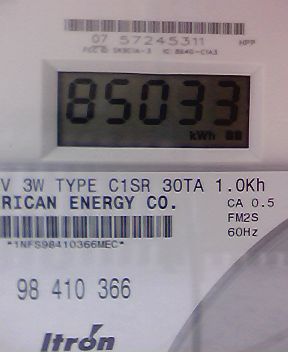 07 57245311 HPP
85033
kWh
V 3W TYPE C1SR 30TA 1.0Kh
RICAN ENERGY CO. CA 0.5
FM2S
*1NFS98410366MEC* 60Hz
98 410 366
Itron